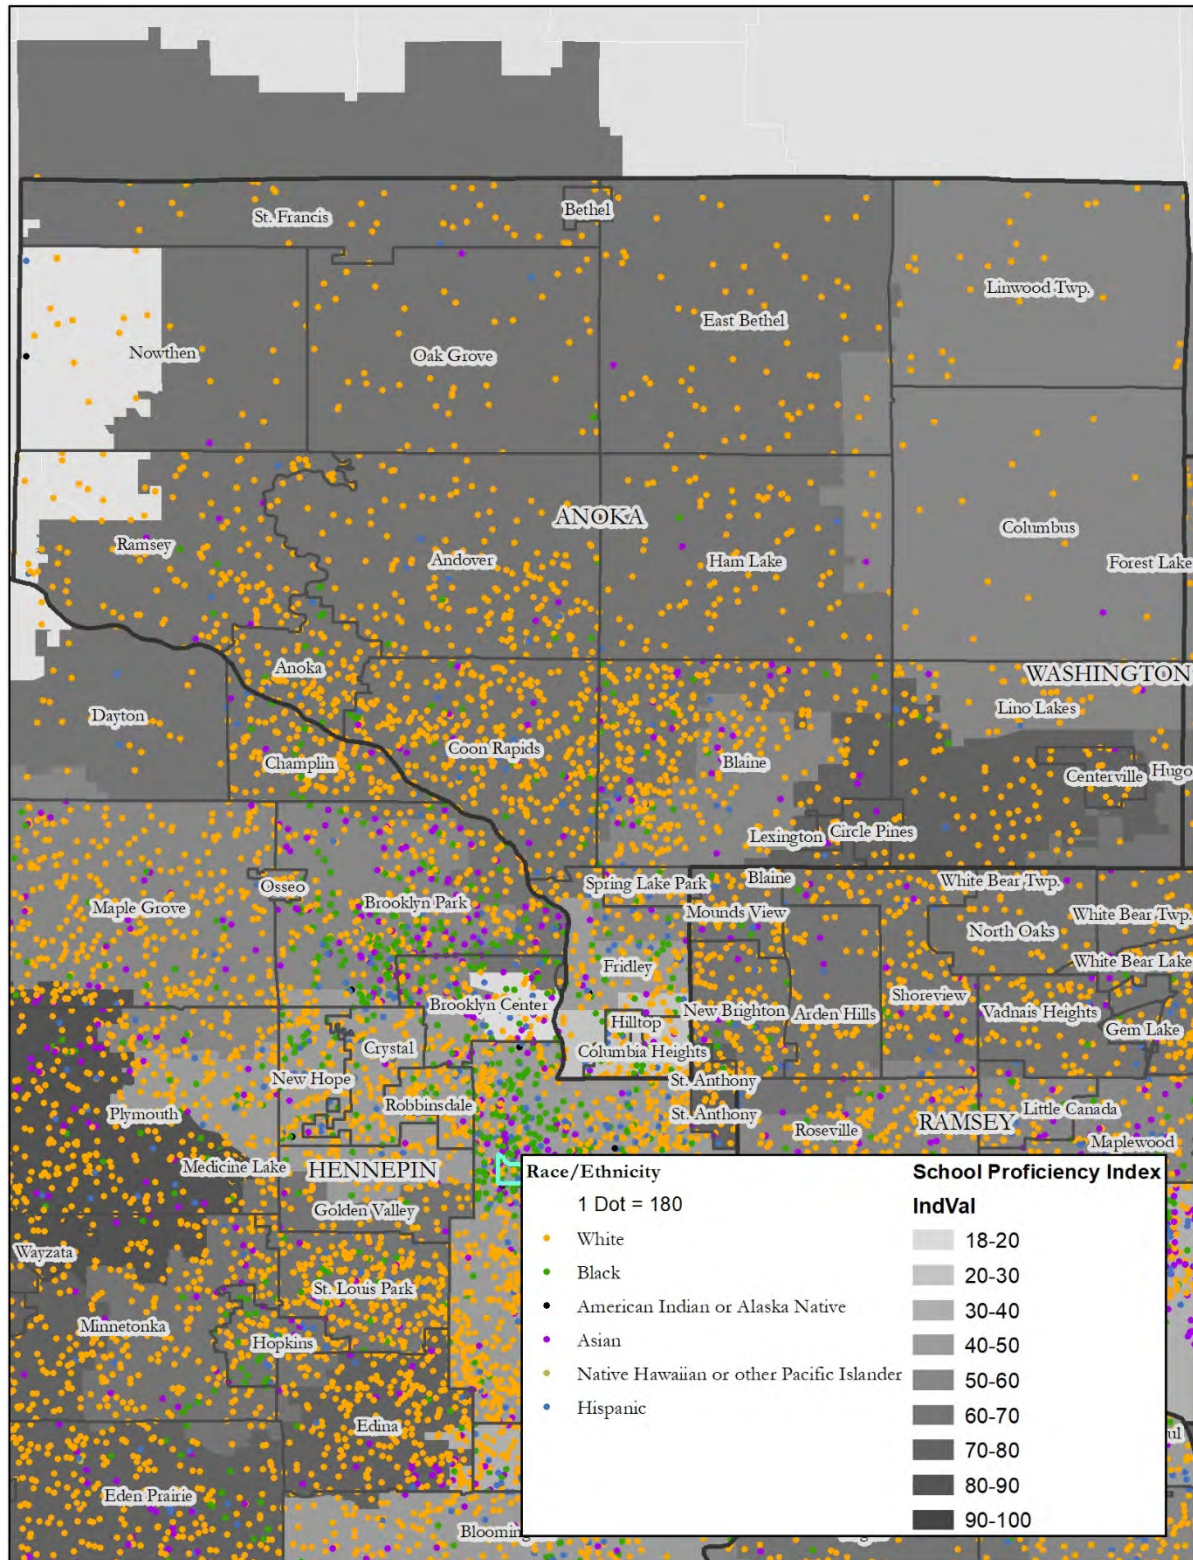 St. Francis
Bethel
Linwood Twp.
East Bethel
Nowthen
Oak Grove
ANOKA
Columbus
Ramsey
Andover
Ham Lake
Forest Lake
Anoka
WASHINGTON
Lino Lakes
Dayton
Coon Rapids
Champlin
Blaine
Centerville
Hugo
Lexington
Circle Pines
Osseo
Spring Lake Park
Blaine
White Bear Twp.
Maple Grove
Brooklyn Park
Mounds View
North Oaks
White Bear Twp.
Fridley
White Bear Lake
Shoreview
Brooklyn Center
New Brighton
Arden Hills
Vadnais Heights
Hilltop
Gem Lake
Crystal
Columbia Heights
New Hope
St. Anthony
Plymouth
Robbinsdale
St. Anthony
Roseville
RAMSEY
Little Canada
Maplewood
Medicine Lake
HENNEPIN
Golden Valley
Wayzata
St. Louis Park
Minnetonka
Hopkins
Edina
Eden Prairie
Race/Ethnicity
1 Dot = 180
White
Black
American Indian or Alaska Native
Asian
Native Hawaiian or other Pacific Islander
Hispanic
School Proficiency Index
IndVal
18-20
20-30
30-40
40-50
50-60
60-70
70-80
80-90
90-100